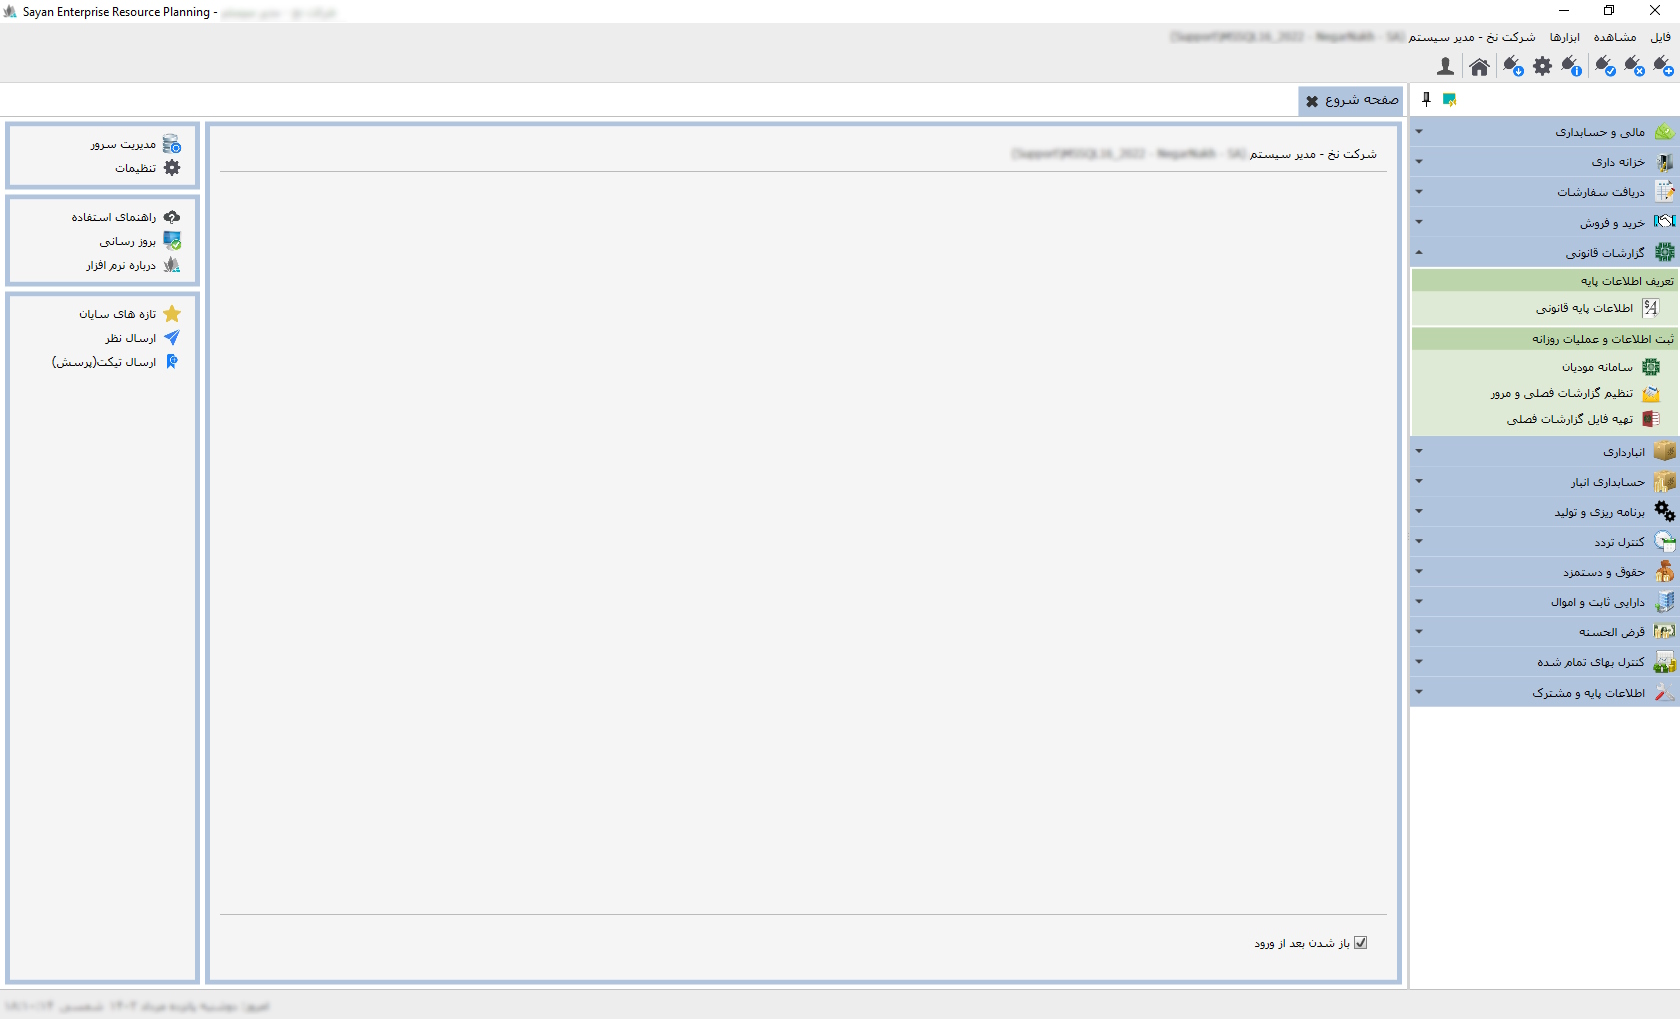 Sayan Enterprise Resource Planning -
فایل مشاهده ابزارها شرکت نخ - مدیر سیستم
صفحه شروع
مالی و حسابداری
خزانه داری
دریافت سفارشات
خرید و فروش
گزارشات قانونی
تعریف اطلاعات پایه
اطلاعات پایه قانونی
ثبت اطلاعات و عملیات روزانه
سامانه مودیان
تنظیم گزارشات فصلی و مرور
تهیه فایل گزارشات فصلی
انبارداری
حسابداری انبار
برنامه ریزی و تولید
کنترل تردد
حقوق و دستمزد
دارایی ثابت و اموال
قرض الحسنه
کنترل بهای تمام شده
اطلاعات پایه و مشترک
شرکت نخ - مدیر سیستم
باز شدن بعد از ورود
مدیریت سرور
تنظیمات
راهنمای استفاده
بروز رسانی
درباره نرم افزار
تازه های سایان
ارسال نظر
ارسال تیکت(پرسش)